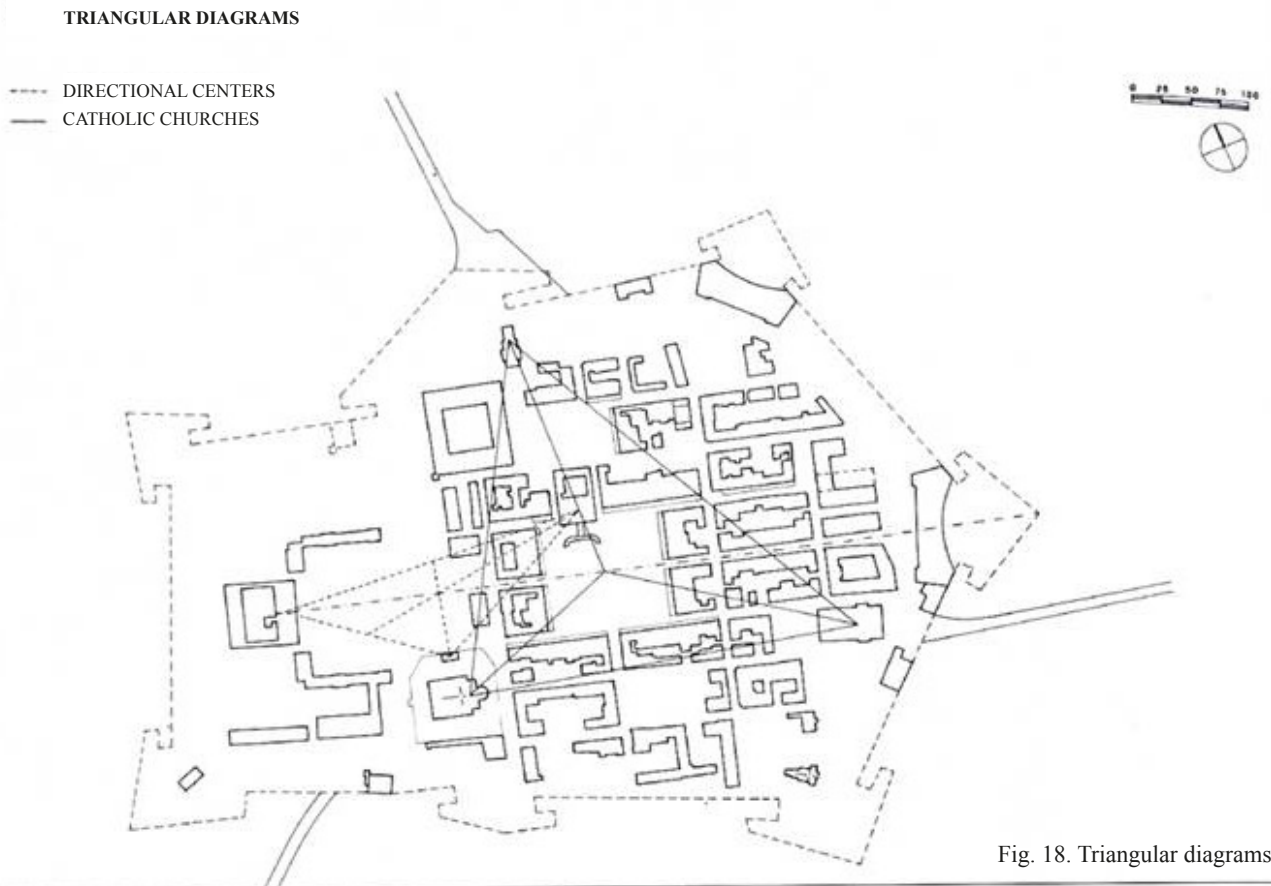 TRIANGULAR DIAGRAMS
DIRECTIONAL CENTERS
CATHOLIC CHURCHES
0 25 50 75 100
Fig. 18. Triangular diagrams